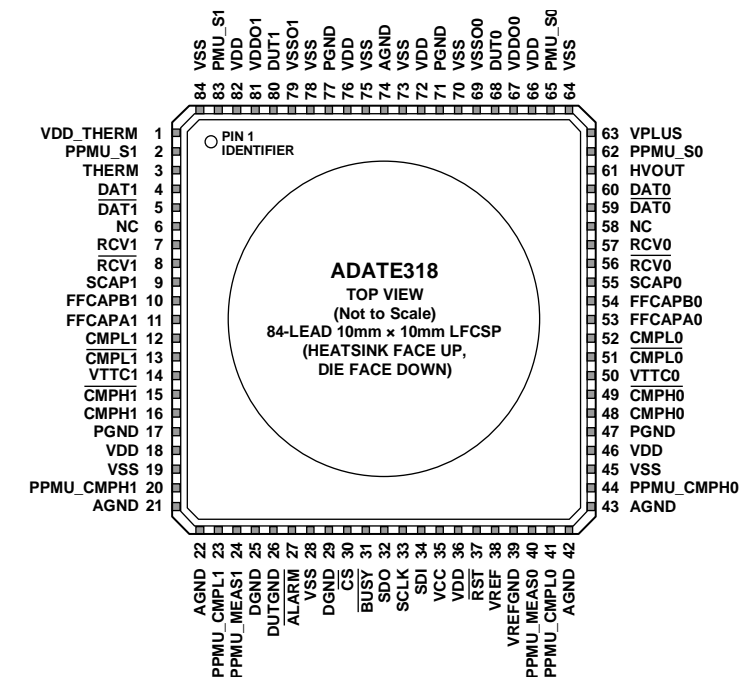 84 VSS
83 PMU_S1
82 VDD
81 VDDO1
80 DUT1
79 VSSO1
78 VSS
77 PGND
76 VDD
75 VSS
74 AGND
73 VSS
72 VDD
71 PGND
70 VSS
69 VSSO0
68 DUT0
67 VDDO0
66 VDD
65 PMU_S0
64 VSS
VDD_THERM 1
PPMU_S1 2
THERM 3
DAT1 4
DAT1 5
NC 6
RCV1 7
RCV1 8
SCAP1 9
FFCAPB1 10
FFCAPA1 11
CMPL1 12
CMPL1 13
VTTC1 14
CMPH1 15
CMPH1 16
PGND 17
VDD 18
VSS 19
PPMU_CMPH1 20
AGND 21
PIN 1
IDENTIFIER
ADATE318
TOP VIEW
(Not to Scale)
84-LEAD 10mm × 10mm LFCSP
(HEATSINK FACE UP,
DIE FACE DOWN)
63 VPLUS
62 PPMU_S0
61 HVOUT
60 DAT0
59 DAT0
58 NC
57 RCV0
56 RCV0
55 SCAP0
54 FFCAPB0
53 FFCAPA0
52 CMPL0
51 CMPL0
50 VTTC0
49 CMPH0
48 CMPH0
47 PGND
46 VDD
45 VSS
44 PPMU_CMPH0
43 AGND
AGND 22
PPMU_CMPL1 23
PPMU_MEAS1 24
DGND 25
DUTGND 26
ALARM 27
VSS 28
DGND 29
CS 30
BUSY 31
SDO 32
SCLK 33
SDI 34
VCC 35
VDD 36
RST 37
VREF 38
VREFGND 39
PPMU_MEAS0 40
PPMU_CMPL0 41
AGND 42